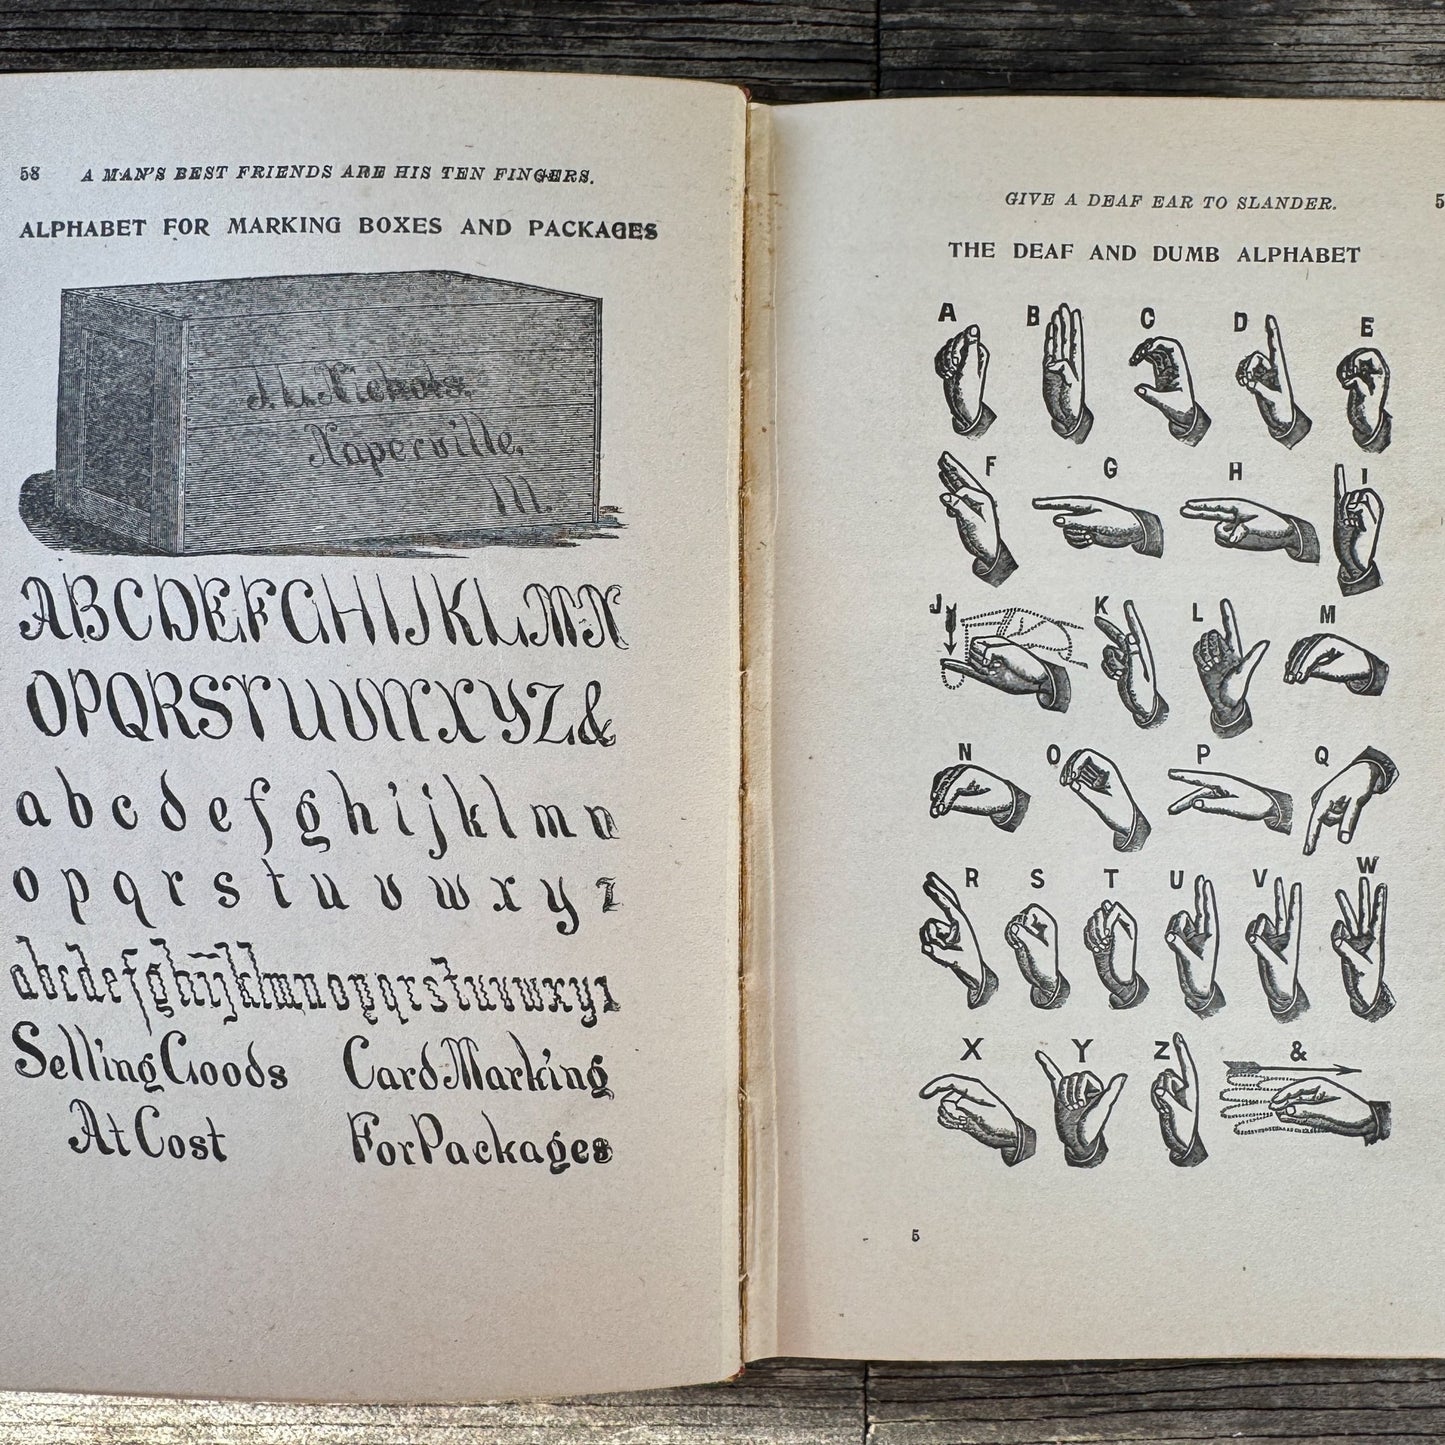 58 A MAN'S BEST FRIENDS ARE HIS TEN FINGERS.
ALPHABET FOR MARKING BOXES AND PACKAGES
J. L. Nichols,
Naperville,
Ill.
ABCDEFGHIJKLMN
OPQRSTUVWXYZ&
abcdefghijklmn
opqrstuvwxyz
abcdefghijklmnopqrstuvwxyz
Selling Goods Card Marking
At Cost For Packages
GIVE A DEAF EAR TO SLANDER. 5
THE DEAF AND DUMB ALPHABET
A B C D E
F G H I
J K L M
N O P Q
R S T U V W
X Y Z &
5